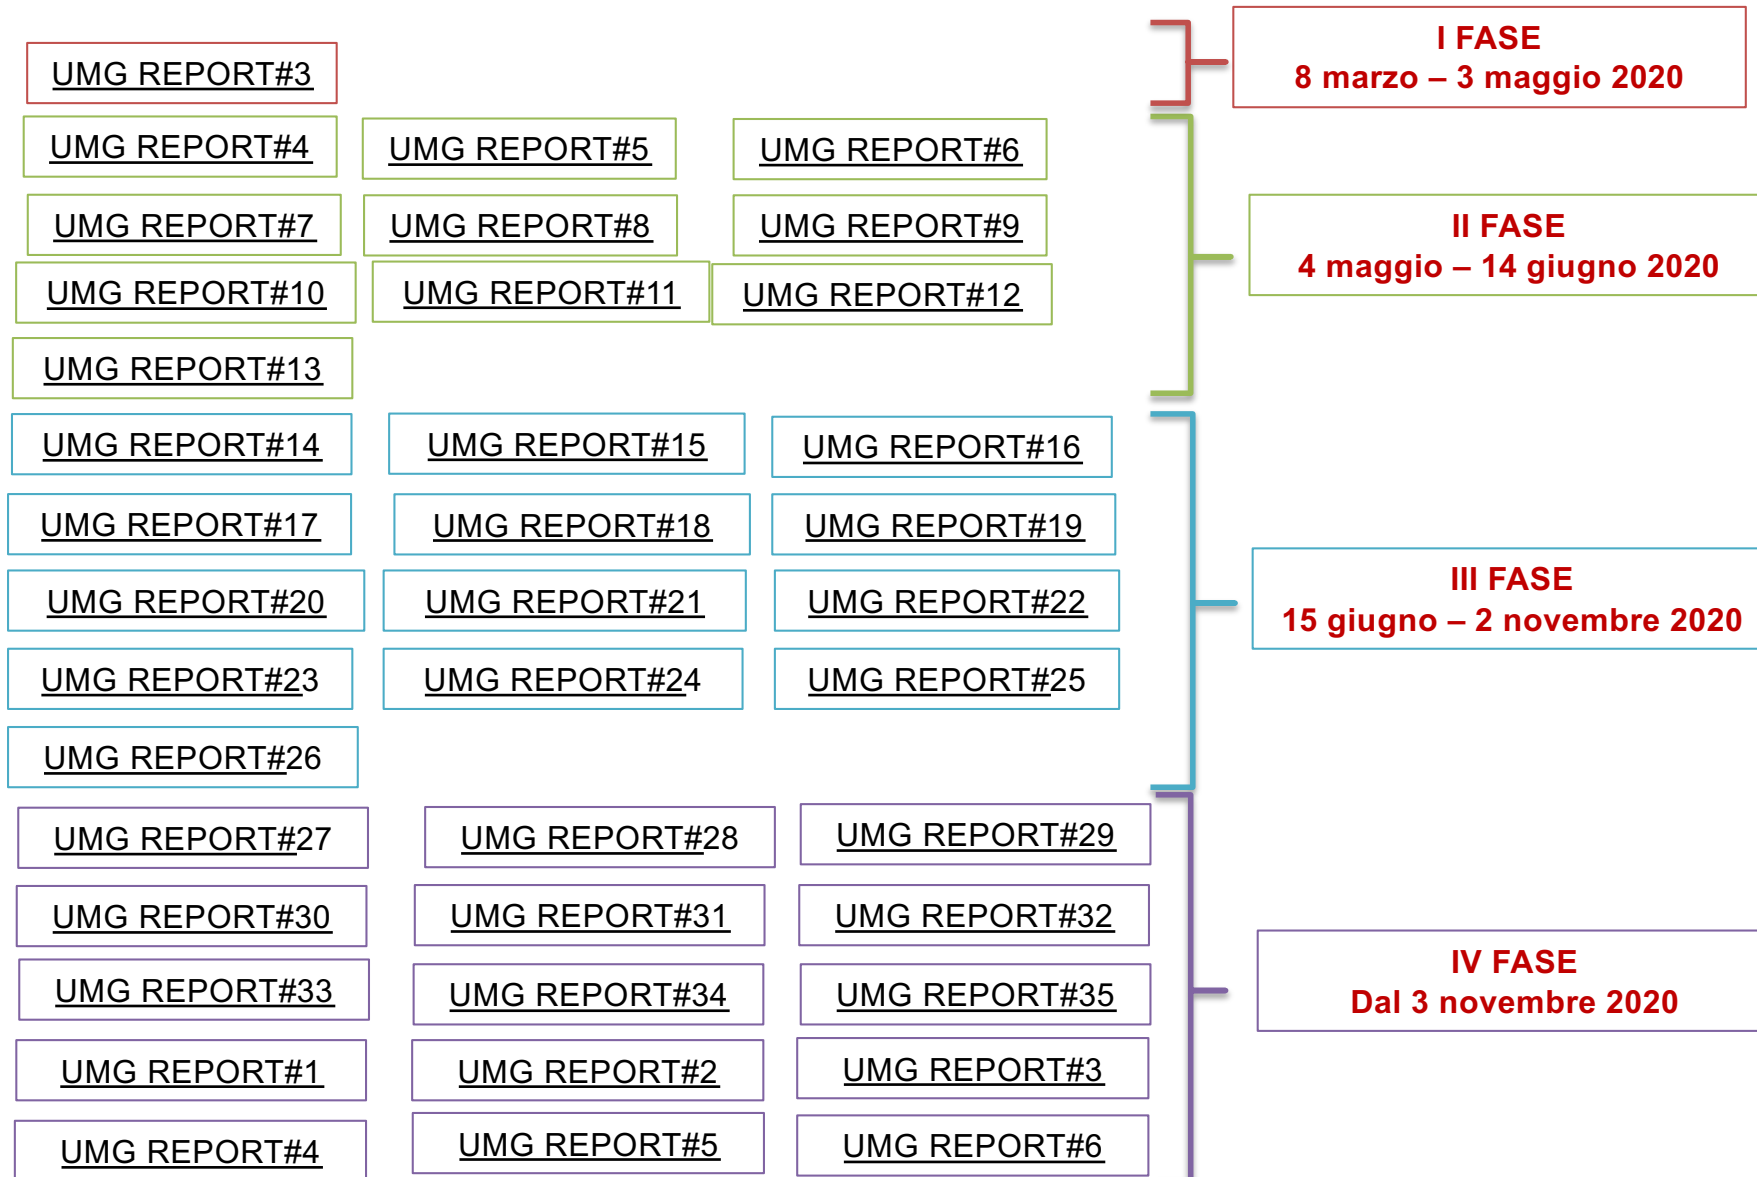 I FASE
8 marzo – 3 maggio 2020
UMG REPORT#3
UMG REPORT#4
UMG REPORT#5
UMG REPORT#6
UMG REPORT#7
UMG REPORT#8
UMG REPORT#9
II FASE
4 maggio – 14 giugno 2020
UMG REPORT#10
UMG REPORT#11
UMG REPORT#12
UMG REPORT#13
UMG REPORT#14
UMG REPORT#15
UMG REPORT#16
UMG REPORT#17
UMG REPORT#18
UMG REPORT#19
UMG REPORT#20
UMG REPORT#21
UMG REPORT#22
III FASE
15 giugno – 2 novembre 2020
UMG REPORT#23
UMG REPORT#24
UMG REPORT#25
UMG REPORT#26
UMG REPORT#27
UMG REPORT#28
UMG REPORT#29
UMG REPORT#30
UMG REPORT#31
UMG REPORT#32
UMG REPORT#33
UMG REPORT#34
UMG REPORT#35
IV FASE
Dal 3 novembre 2020
UMG REPORT#1
UMG REPORT#2
UMG REPORT#3
UMG REPORT#4
UMG REPORT#5
UMG REPORT#6